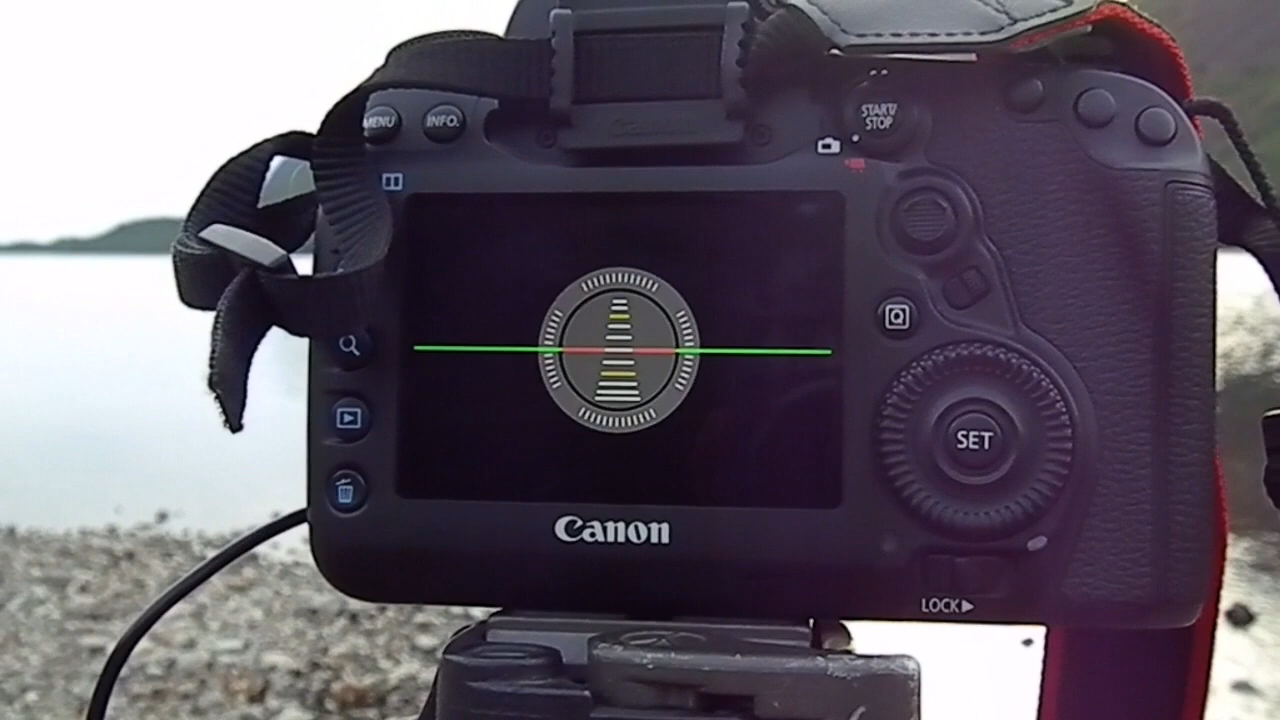 MENU
INFO.
START/
STOP
Q
SET
Canon
LOCK▶